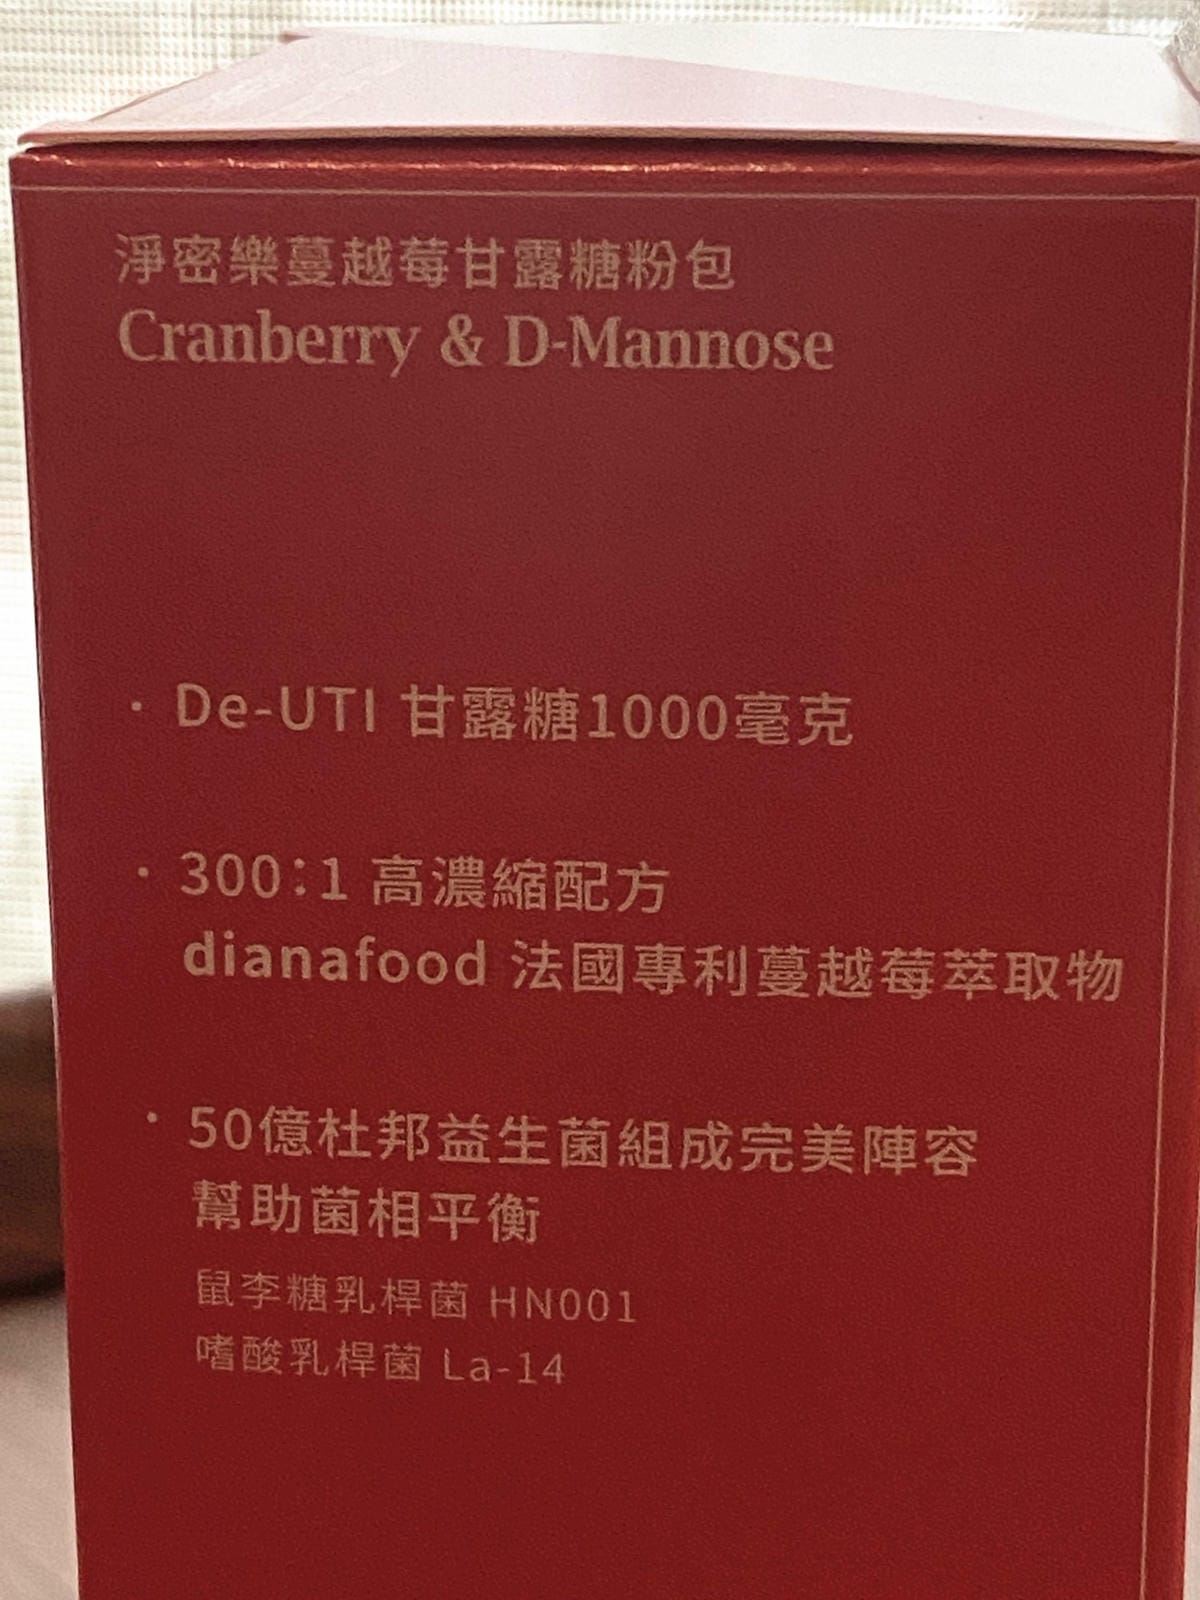 淨密樂蔓越莓甘露糖粉包
Cranberry & D-Mannose
· De-UTI 甘露糖1000毫克
· 300:1 高濃縮配方
dianafood 法國專利蔓越莓萃取物
· 50億杜邦益生菌組成完美陣容
幫助菌相平衡
鼠李糖乳桿菌 HN001
嗜酸乳桿菌 La-14